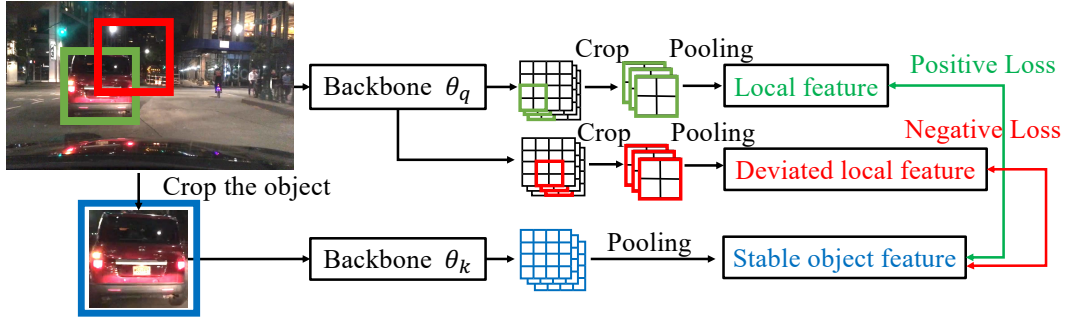 Crop Pooling
Positive Loss
Backbone θq
Local feature
Negative Loss
Crop Pooling
Deviated local feature
Crop the object
Pooling
Backbone θk
Stable object feature